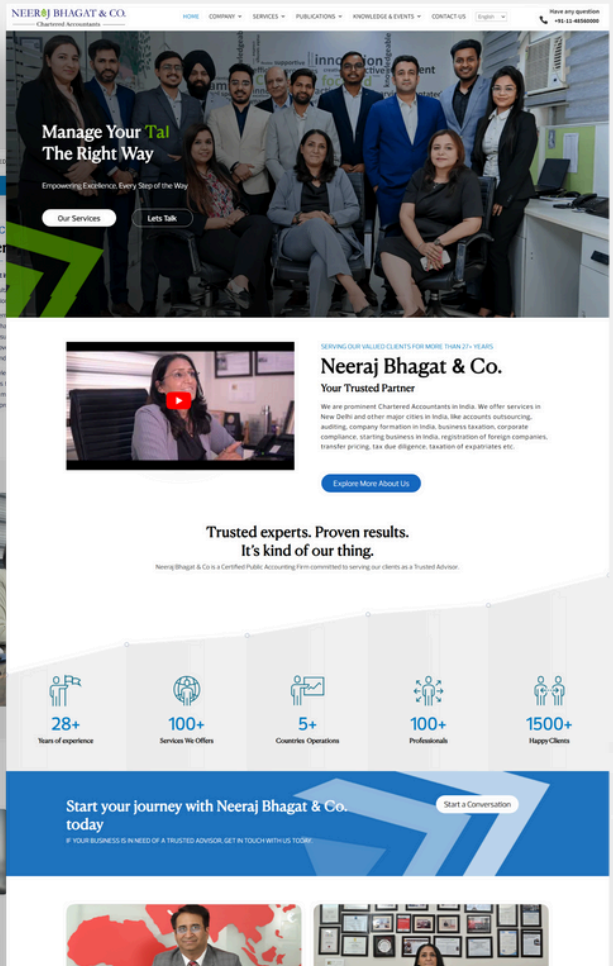 NEERAJ BHAGAT & CO.
Chartered Accountants
HOME COMPANY SERVICES PUBLICATIONS KNOWLEDGE & EVENTS CONTACT US English
Have any question
+91-11-46560000
innovation
supportive
knowledgeable
Manage Your Tal
The Right Way
Empowering Excellence, Every Step of the Way
Our Services
Lets Talk
SERVING OUR VALUED CLIENTS FOR MORE THAN 27+ YEARS
Neeraj Bhagat & Co.
Your Trusted Partner
We are prominent Chartered Accountants in India. We offer services in
New Delhi and other major cities in India, like accounts outsourcing,
auditing, company formation in India, business taxation, corporate
compliance, starting business in India, registration of foreign companies,
transfer pricing, tax due diligence, taxation of expatriates etc.
Explore More About Us
Trusted experts. Proven results.
It's kind of our thing.
Neeraj Bhagat & Co is a Certified Public Accounting Firm committed to serving our clients as a Trusted Advisor.
28+
Years of experience
100+
Services We Offers
5+
Countries Operations
100+
Professionals
1500+
Happy Clients
Start your journey with Neeraj Bhagat & Co.
today
IF YOUR BUSINESS IS IN NEED OF A TRUSTED ADVISOR, GET IN TOUCH WITH US TODAY.
Start a Conversation